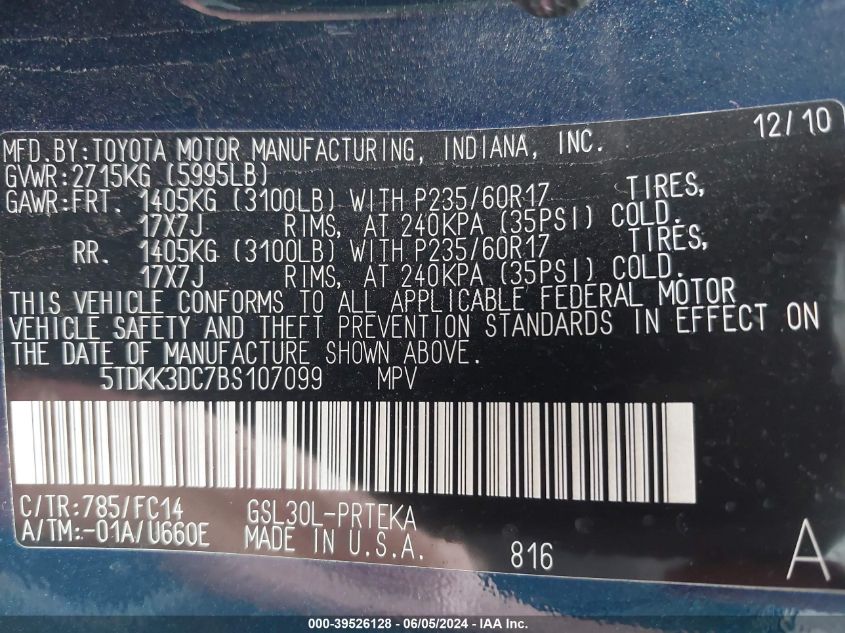 12/10
MFD.BY:TOYOTA MOTOR MANUFACTURING, INDIANA, INC.
GVWR:2715KG (5995LB)
GAWR:FRT. 1405KG (3100LB) WITH P235/60R17 TIRES,
17X7J RIMS, AT 240KPA (35PSI) COLD.
RR. 1405KG (3100LB) WITH P235/60R17 TIRES,
17X7J RIMS, AT 240KPA (35PSI) COLD.
THIS VEHICLE CONFORMS TO ALL APPLICABLE FEDERAL MOTOR
VEHICLE SAFETY AND THEFT PREVENTION STANDARDS IN EFFECT ON
THE DATE OF MANUFACTURE SHOWN ABOVE.
5TDKK3DC7BS107099 MPV
C/TR:785/FC14 GSL30L-PRTEKA
A/TM:-01A/U660E MADE IN U.S.A. 816 A
000-39526128 - 06/05/2024 - IAA Inc.